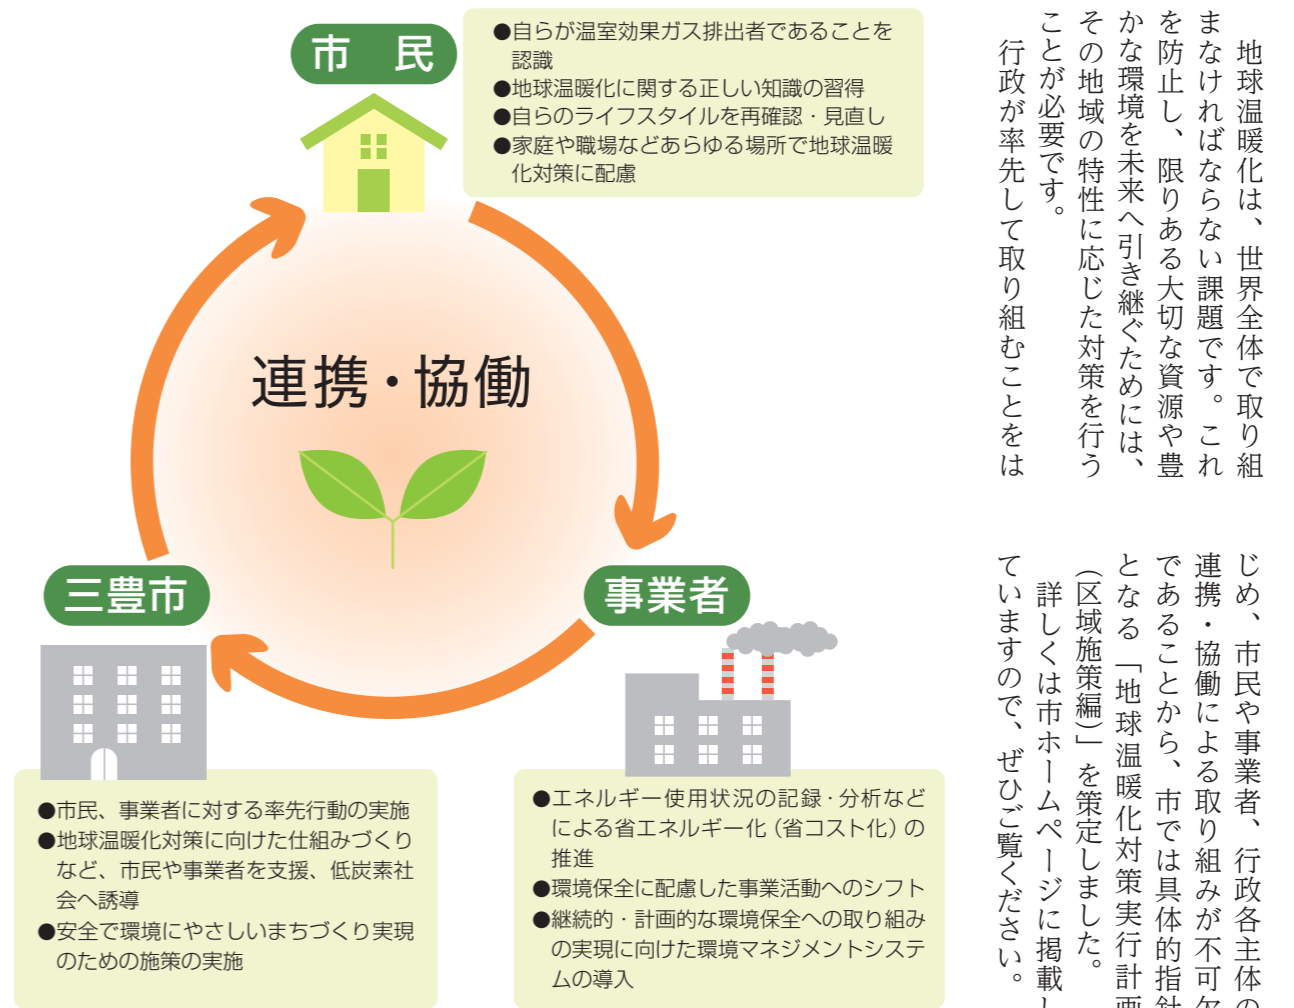 市　民
●自らが温室効果ガス排出者であることを
認識
●地球温暖化に関する正しい知識の習得
●自らのライフスタイルを再確認・見直し
●家庭や職場などあらゆる場所で地球温暖
化対策に配慮
連携・協働
三豊市
●市民、事業者に対する率先行動の実施
●地球温暖化対策に向けた仕組みづくり
など、市民や事業者を支援、低炭素社
会へ誘導
●安全で環境にやさしいまちづくり実現
のための施策の実施
事業者
●エネルギー使用状況の記録・分析など
による省エネルギー化（省コスト化）の
推進
●環境保全に配慮した事業活動へのシフト
●継続的・計画的な環境保全への取り組み
の実現に向けた環境マネジメントシステ
ムの導入
地球温暖化は、世界全体で取り組
まなければならない課題です。これ
を防止し、限りある大切な資源や豊
かな環境を未来へ引き継ぐためには、
その地域の特性に応じた対策を行う
ことが必要です。
行政が率先して取り組むことをは
じめ、市民や事業者、行政各主体の
連携・協働による取り組みが不可欠
であることから、市では具体的指針
となる「地球温暖化対策実行計画
（区域施策編）」を策定しました。
詳しくは市ホームページに掲載し
ていますので、ぜひご覧ください。